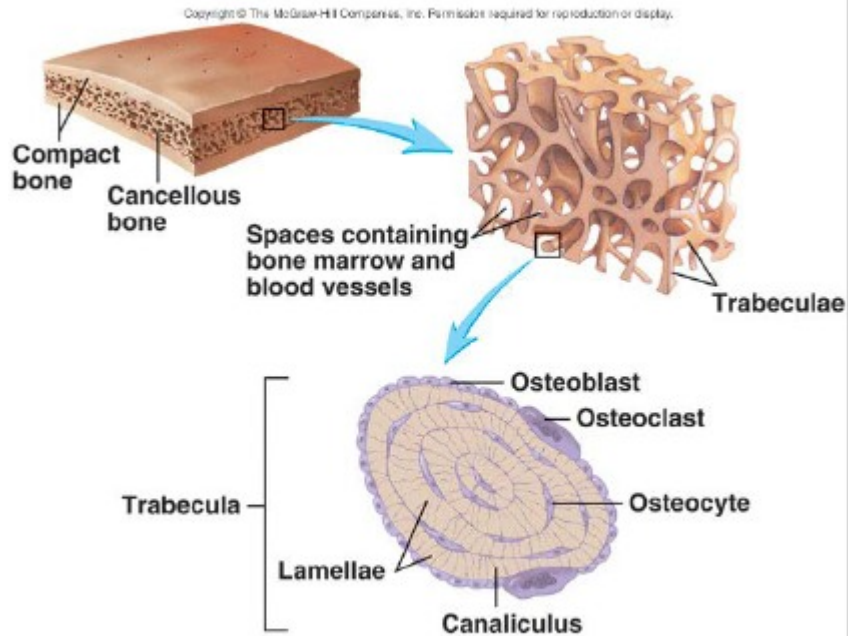 Copyright © The McGraw-Hill Companies, Inc. Permission required for reproduction or display.
Compact
bone
Cancellous
bone
Spaces containing
bone marrow and
blood vessels
Trabeculae
Osteoblast
Osteoclast
Trabecula
Osteocyte
Lamellae
Canaliculus